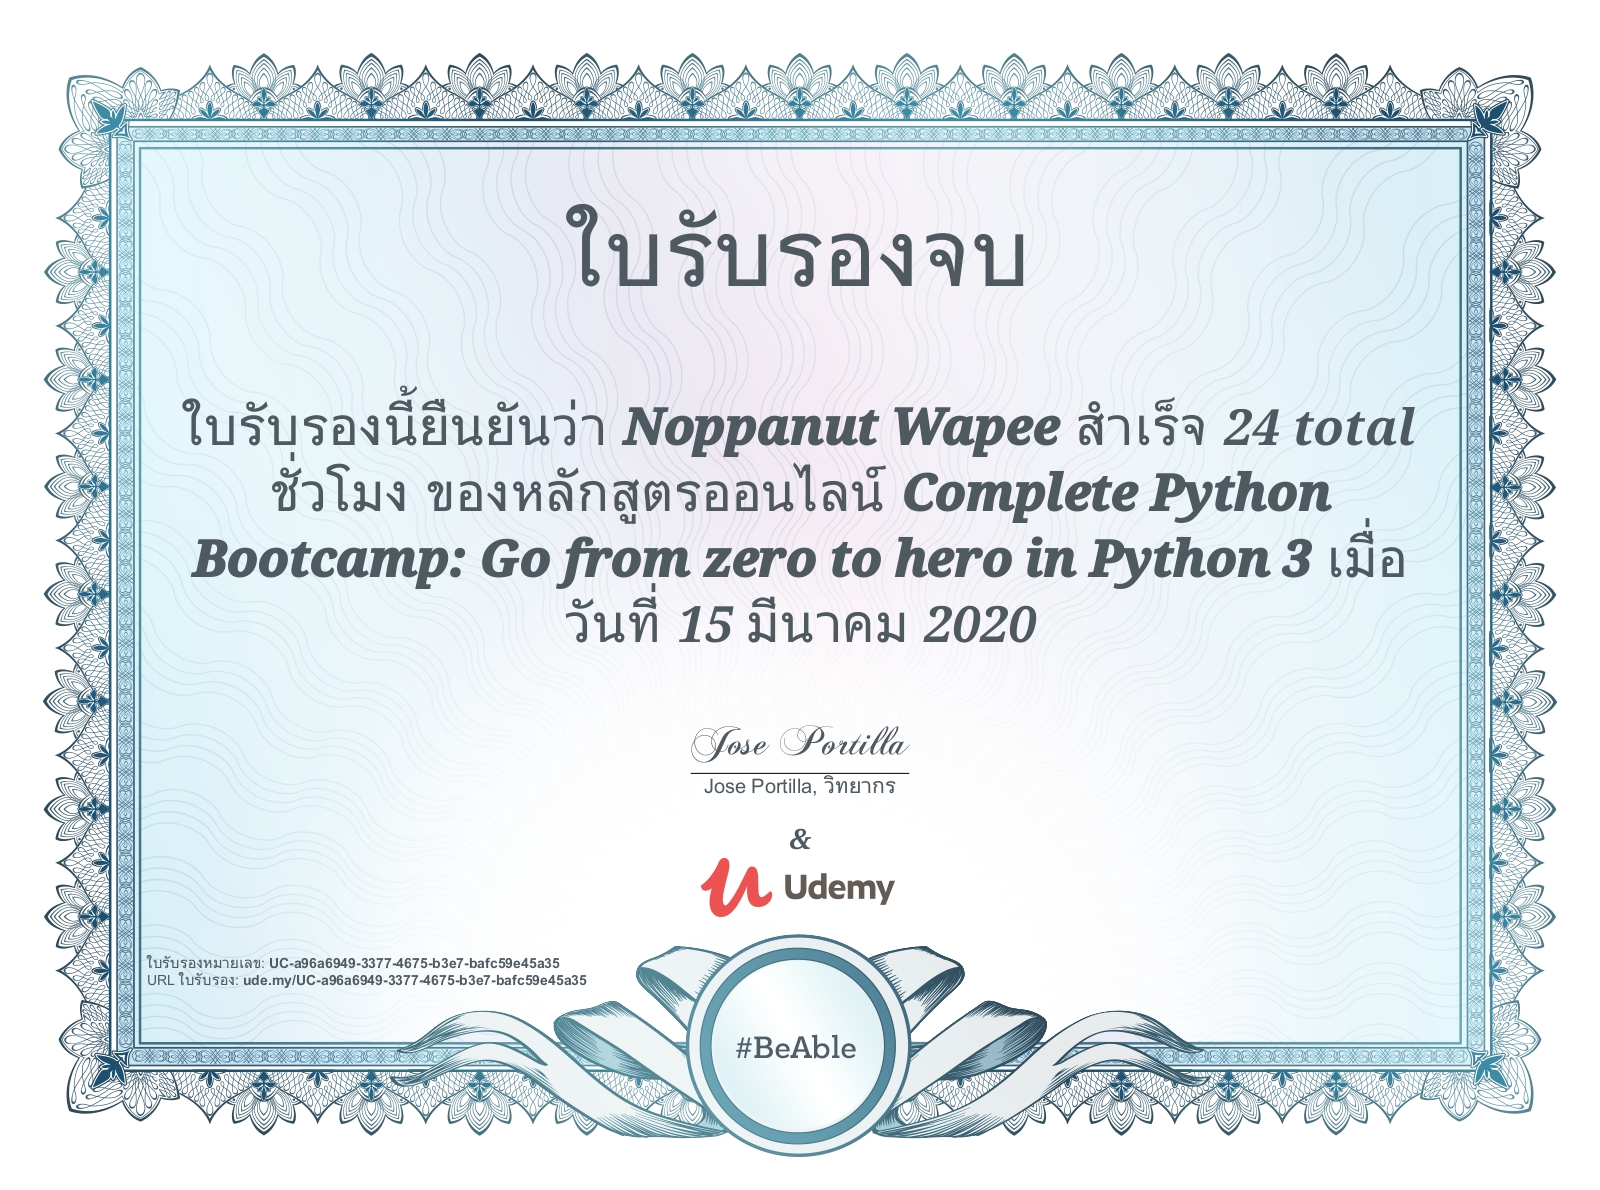 ใบรับรองจบ
ใบรับรองนี้ยืนยันว่า Noppanut Wapee สำเร็จ 24 total
ชั่วโมง ของหลักสูตรออนไลน์ Complete Python
Bootcamp: Go from zero to hero in Python 3 เมื่อ
วันที่ 15 มีนาคม 2020
Jose Portilla
Jose Portilla, วิทยากร
&
Udemy
ใบรับรองหมายเลข: UC-a96a6949-3377-4675-b3e7-bafc59e45a35
URL ใบรับรอง: ude.my/UC-a96a6949-3377-4675-b3e7-bafc59e45a35
#BeAble